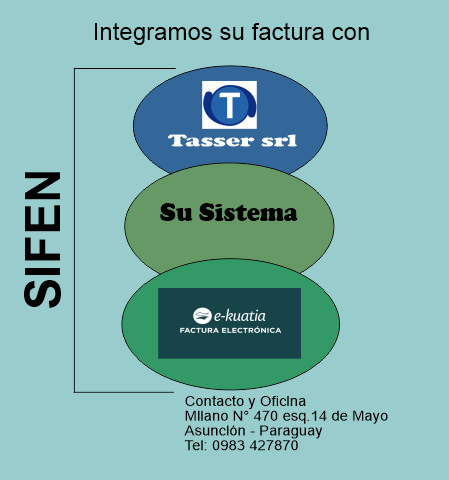 Integramos su factura con
SIFEN
T
Tasser srl
Su Sistema
e-kuatia
FACTURA ELECTRÓNICA
Contacto y Oficina
Milano N° 470 esq.14 de Mayo
Asunción - Paraguay
Tel: 0983 427870